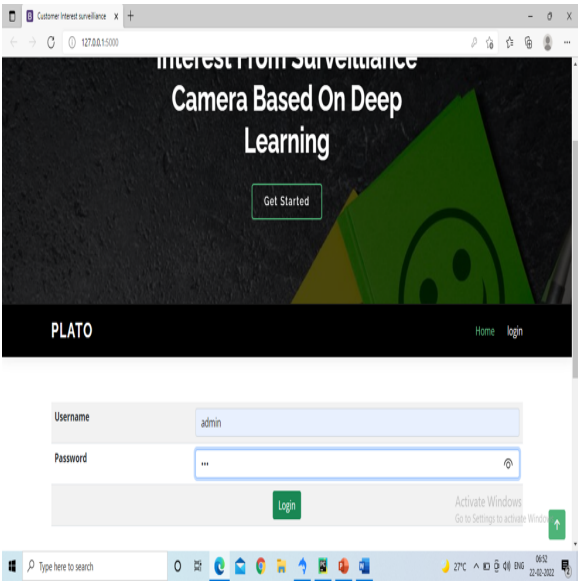 Customer Interest surveillance
127.0.0.1:5000
Interest From Surveillance
Camera Based On Deep
Learning
Get Started
PLATO
Home login
Username
admin
Password
•••
Login
Activate Windows
Go to Settings to activate Window
Type here to search
27°C
ENG
06:52
22-02-2022